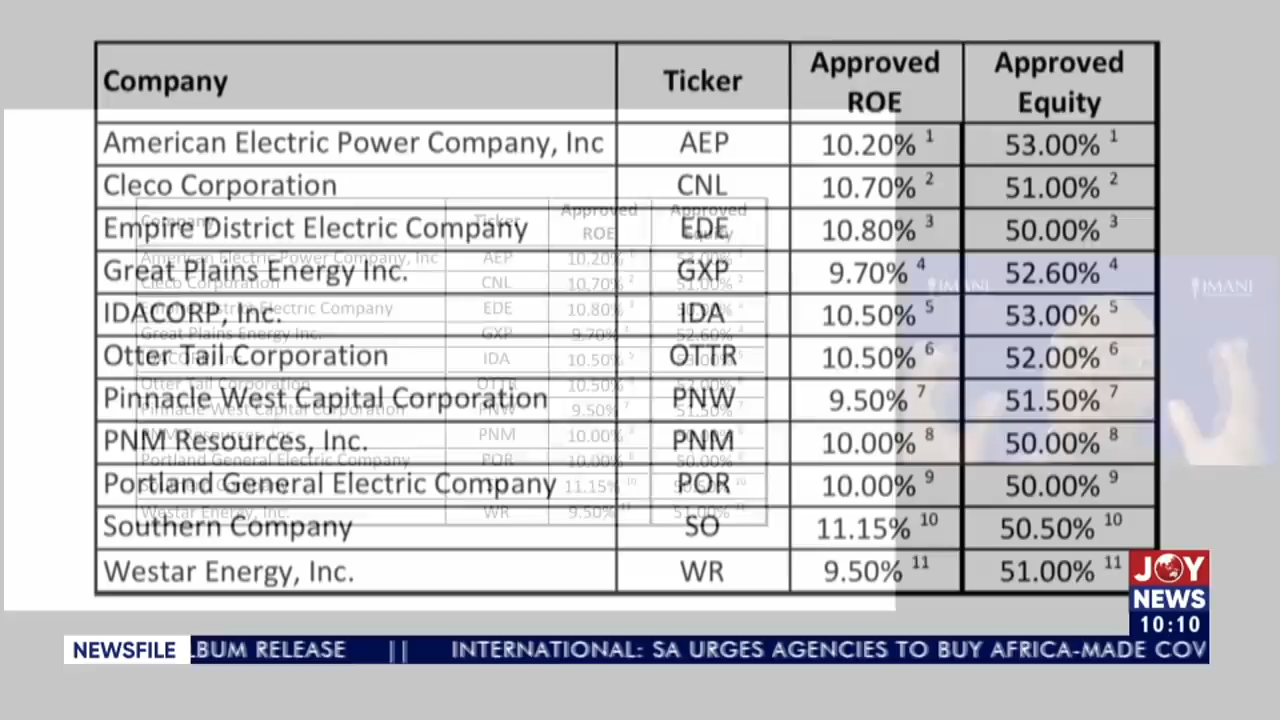 Company Ticker Approved ROE Approved Equity
American Electric Power Company, Inc AEP 10.20% 1 53.00% 1
Cleco Corporation CNL 10.70% 2 51.00% 2
Empire District Electric Company EDE 10.80% 3 50.00% 3
Great Plains Energy Inc. GXP 9.70% 4 52.60% 4
IDACORP, Inc. IDA 10.50% 5 53.00% 5
Otter Tail Corporation OTTR 10.50% 6 52.00% 6
Pinnacle West Capital Corporation PNW 9.50% 7 51.50% 7
PNM Resources, Inc. PNM 10.00% 8 50.00% 8
Portland General Electric Company POR 10.00% 9 50.00% 9
Southern Company SO 11.15% 10 50.50% 10
Westar Energy, Inc. WR 9.50% 11 51.00% 11
IMANI
IMANI
JOY
NEWS
10:10
NEWSFILE LBUM RELEASE || INTERNATIONAL: SA URGES AGENCIES TO BUY AFRICA-MADE COV